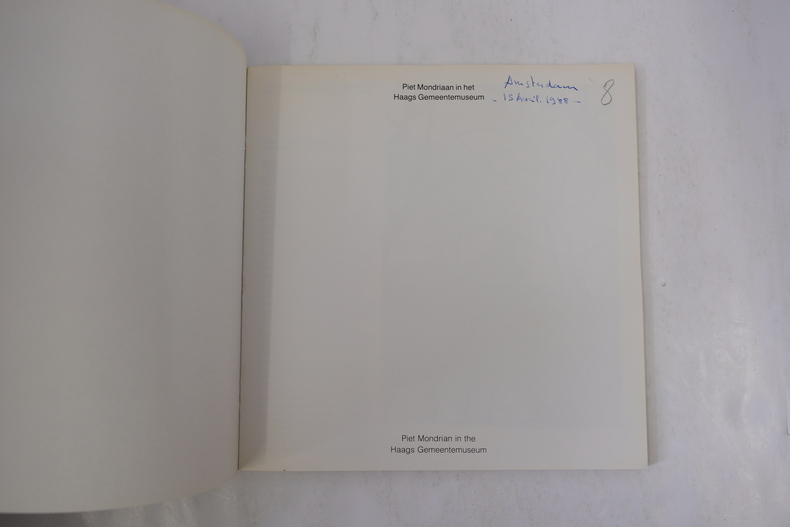 Piet Mondriaan in het
Haags Gemeentemuseum
Amsterdam
- 15 Avril. 1988 -
8
Piet Mondrian in the
Haags Gemeentemuseum